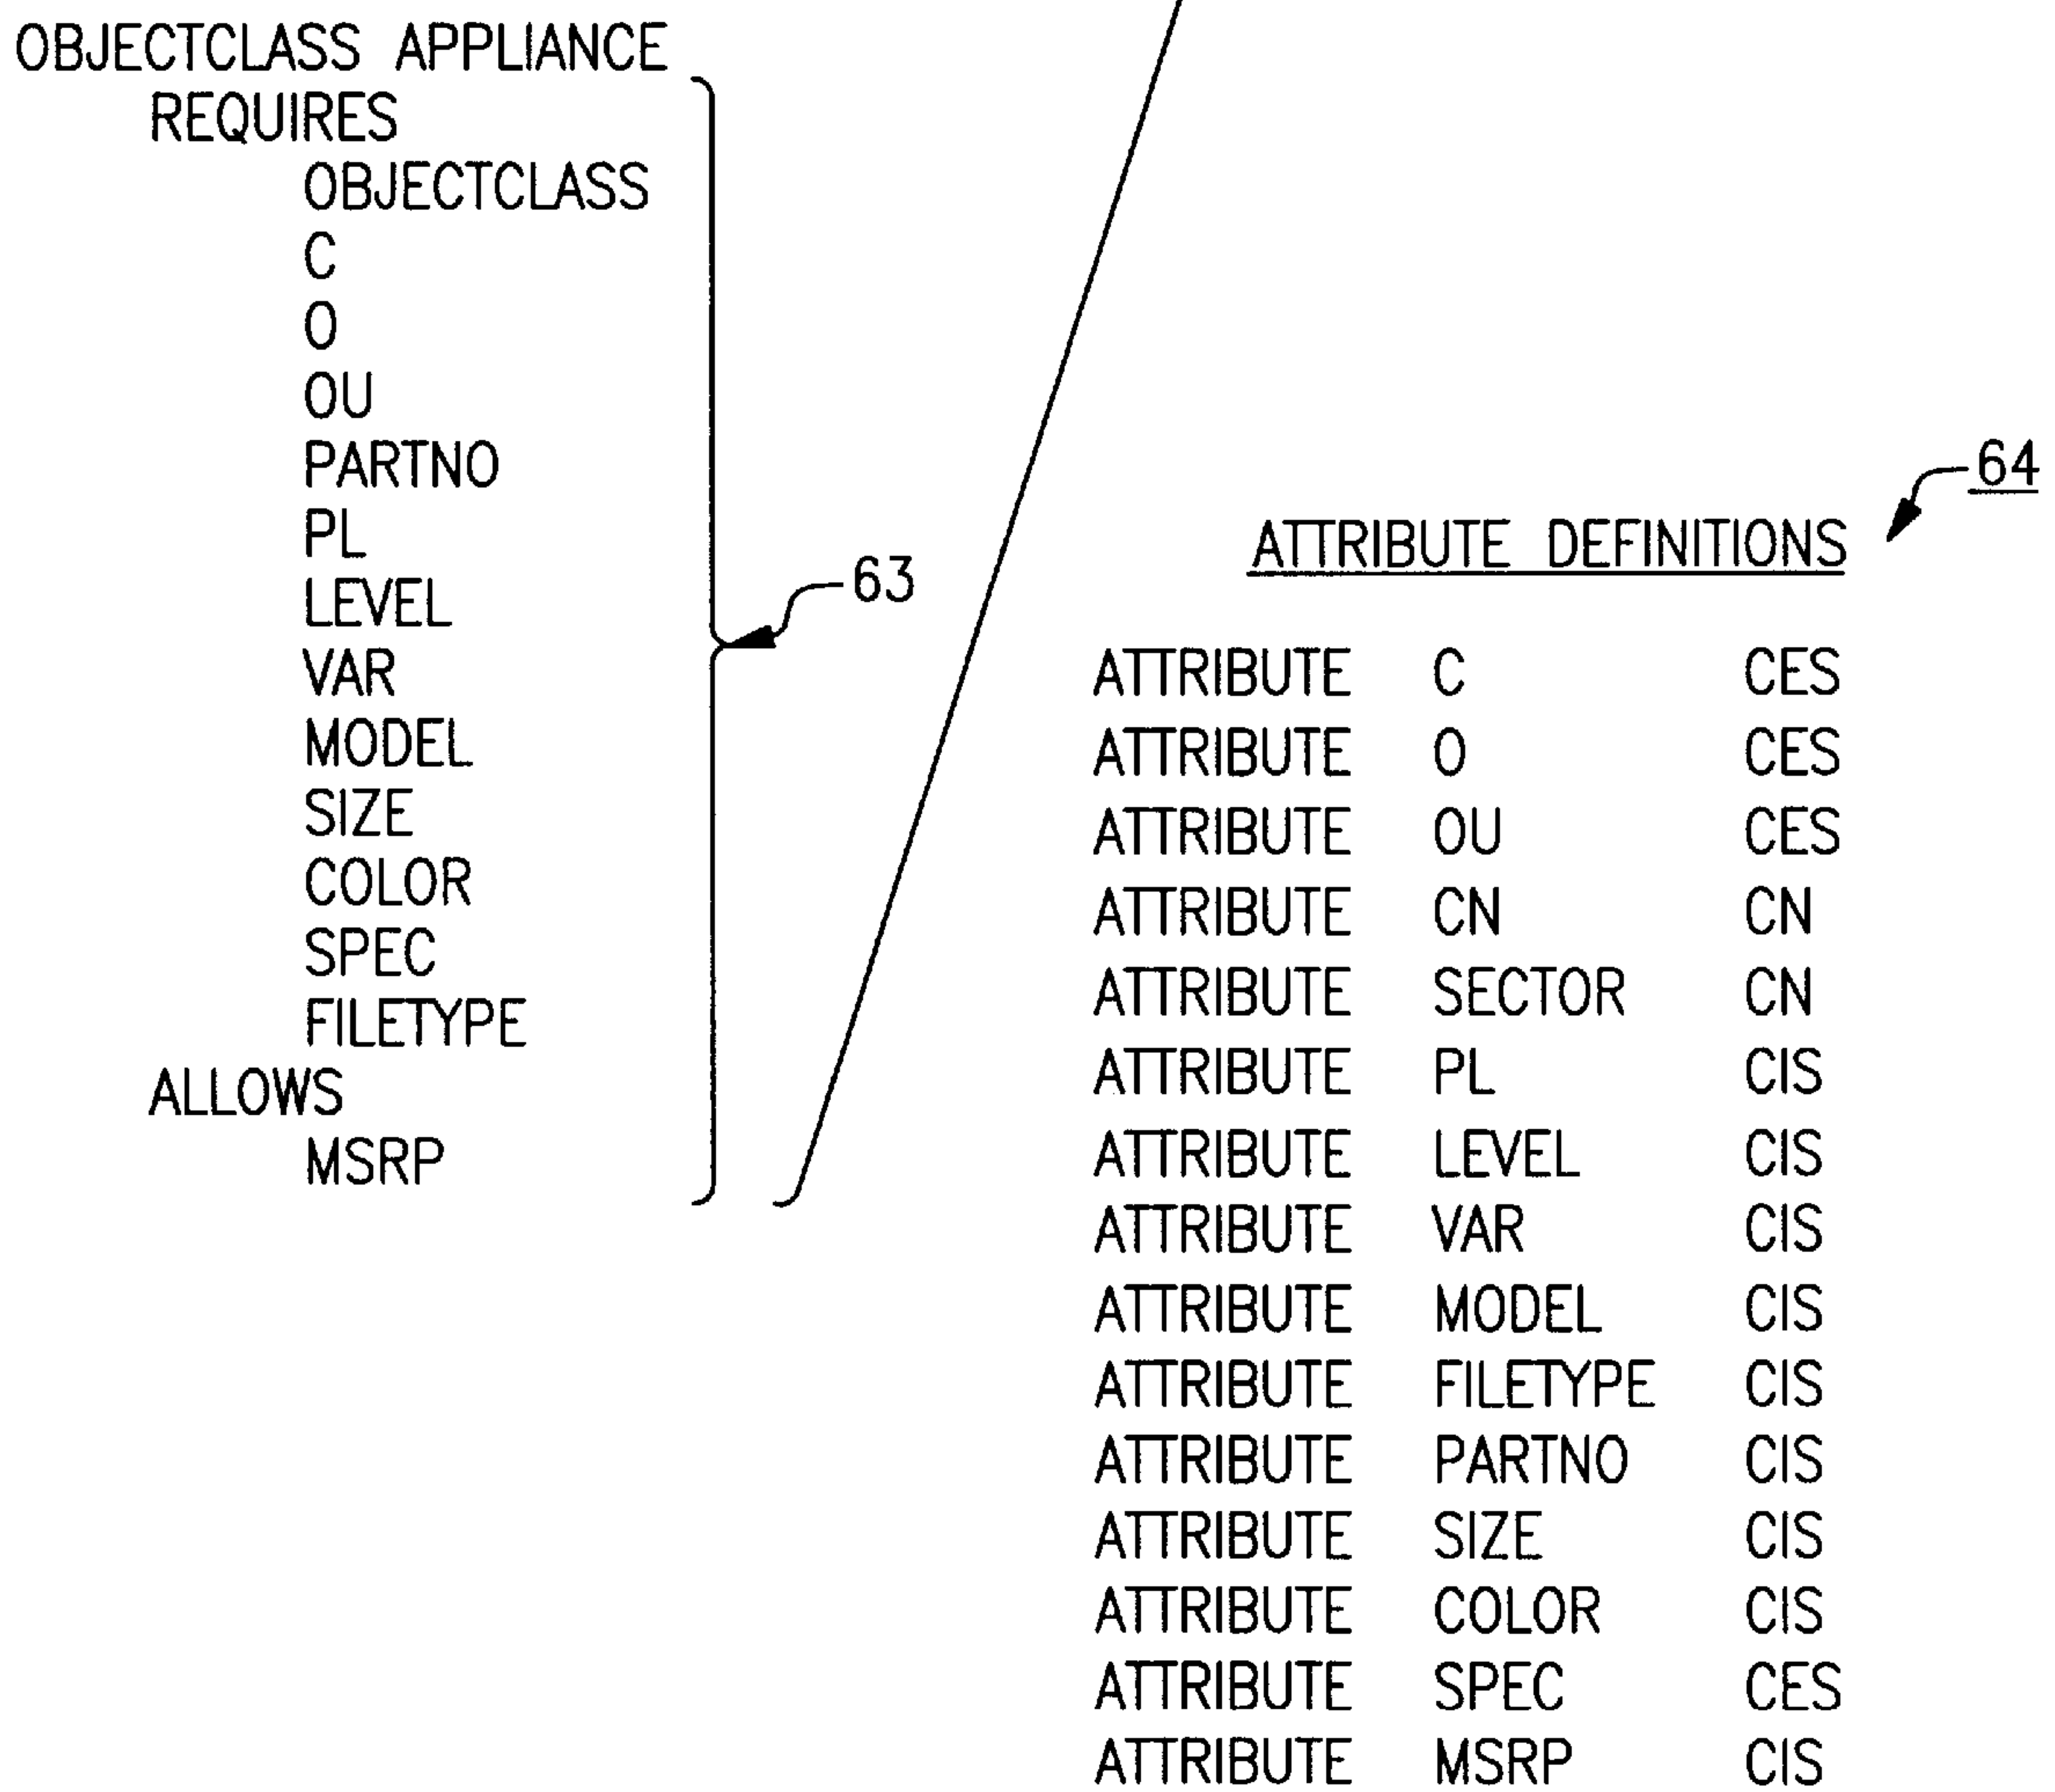 OBJECTCLASS APPLIANCE
REQUIRES
OBJECTCLASS
C
O
OU
PARTNO
PL
LEVEL
VAR
MODEL
SIZE
COLOR
SPEC
FILETYPE
ALLOWS
MSRP
63
64
ATTRIBUTE DEFINITIONS
ATTRIBUTE C CES
ATTRIBUTE O CES
ATTRIBUTE OU CES
ATTRIBUTE CN CN
ATTRIBUTE SECTOR CN
ATTRIBUTE PL CIS
ATTRIBUTE LEVEL CIS
ATTRIBUTE VAR CIS
ATTRIBUTE MODEL CIS
ATTRIBUTE FILETYPE CIS
ATTRIBUTE PARTNO CIS
ATTRIBUTE SIZE CIS
ATTRIBUTE COLOR CIS
ATTRIBUTE SPEC CES
ATTRIBUTE MSRP CIS